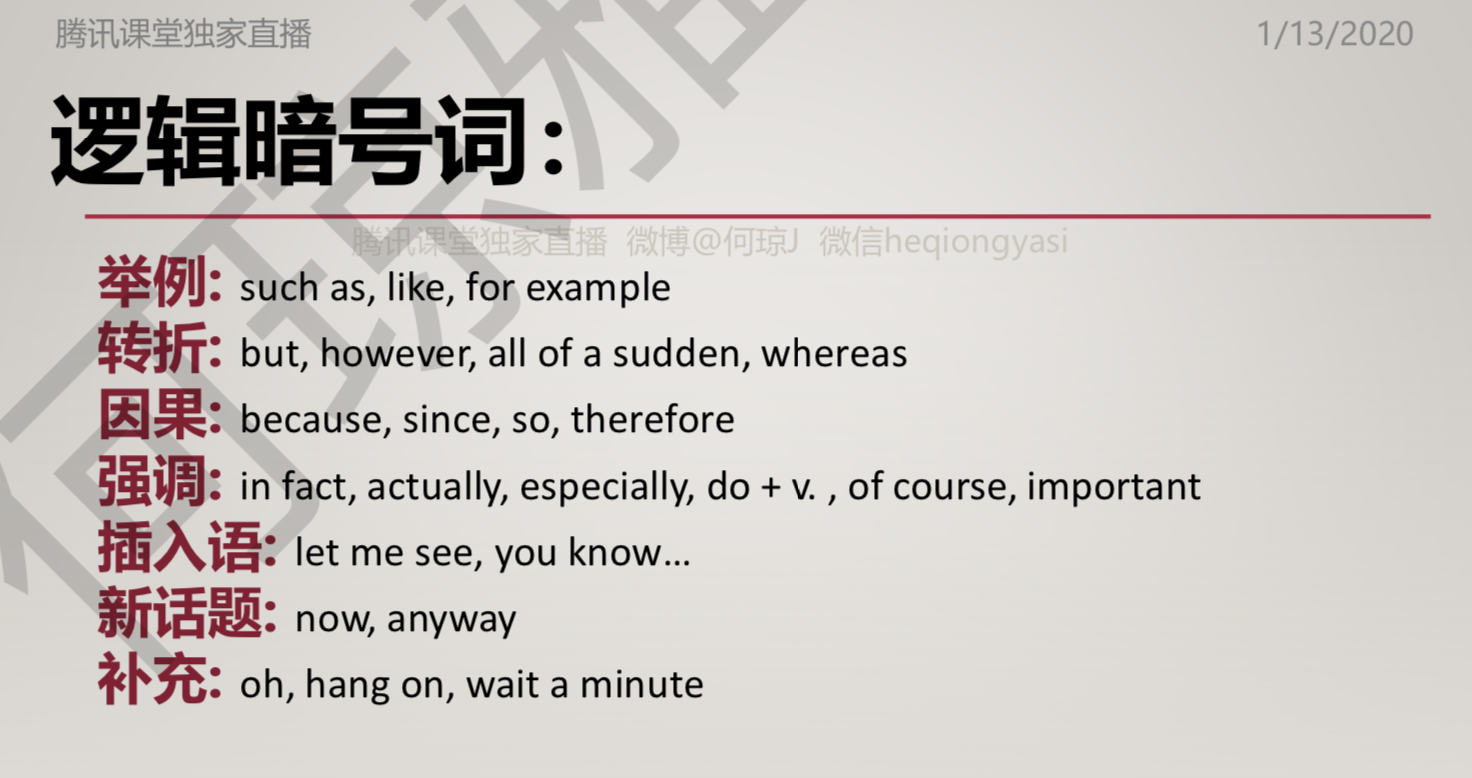 腾讯课堂独家直播 1/13/2020
逻辑暗号词：
腾讯课堂独家直播 微博@何琼J 微信heqiongyasi
举例: such as, like, for example
转折: but, however, all of a sudden, whereas
因果: because, since, so, therefore
强调: in fact, actually, especially, do + v. , of course, important
插入语: let me see, you know...
新话题: now, anyway
补充: oh, hang on, wait a minute
何琼雅